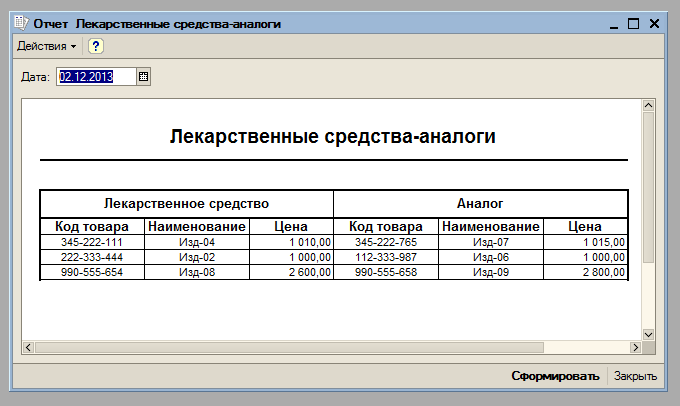 Отчет Лекарственные средства-аналоги
Действия
Дата: 02.12.2013
Лекарственные средства-аналоги
Лекарственное средство Аналог
Код товара Наименование Цена Код товара Наименование Цена
345-222-111 Изд-04 1 010,00 345-222-765 Изд-07 1 015,00
222-333-444 Изд-02 1 000,00 112-333-987 Изд-06 1 000,00
990-555-654 Изд-08 2 600,00 990-555-658 Изд-09 2 800,00
Сформировать Закрыть